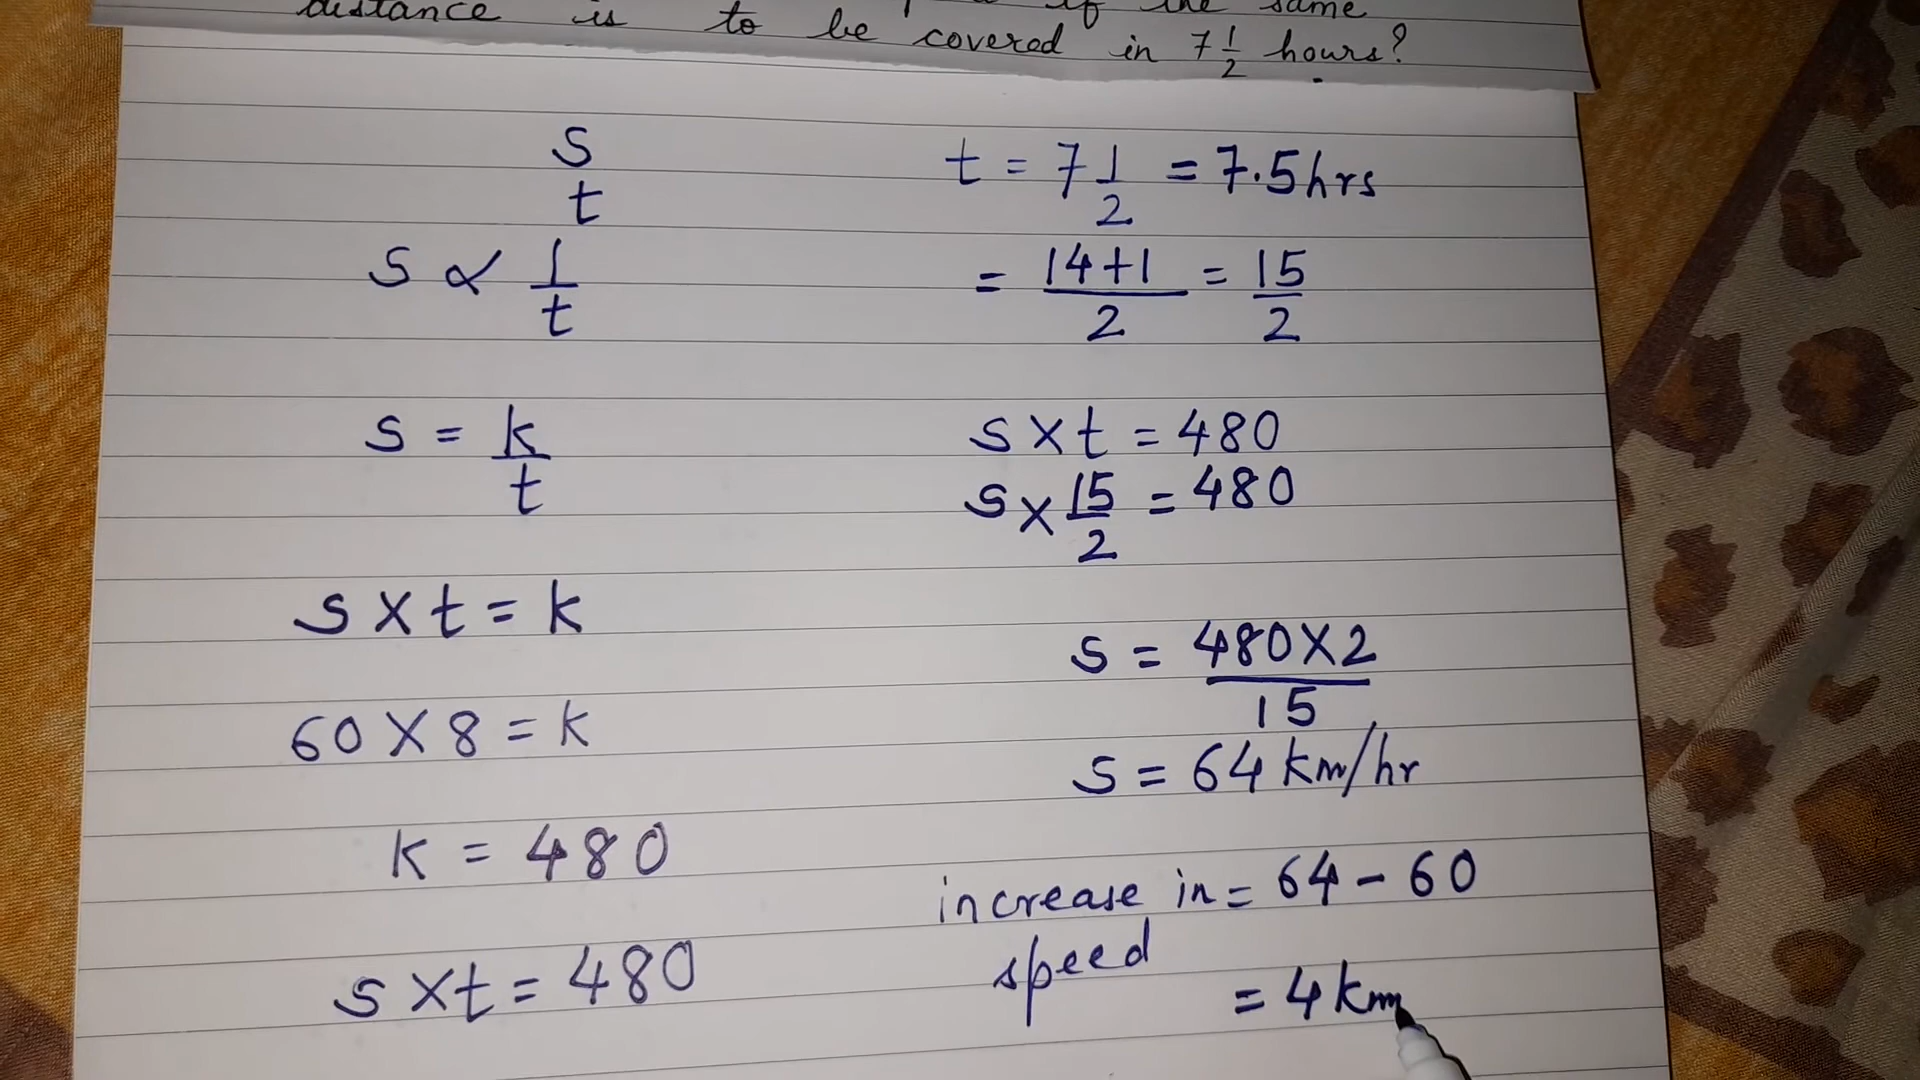 distance is to be covered in 7 1/2 hours?
s
t
s ∝ 1/t
s = k/t
s × t = k
60 × 8 = k
k = 480
s × t = 480
t = 7 1/2 = 7.5 hrs
= 14+1/2 = 15/2
s × t = 480
s × 15/2 = 480
s = 480×2/15
s = 64 km/hr
increase in = 64 - 60
speed
= 4 km